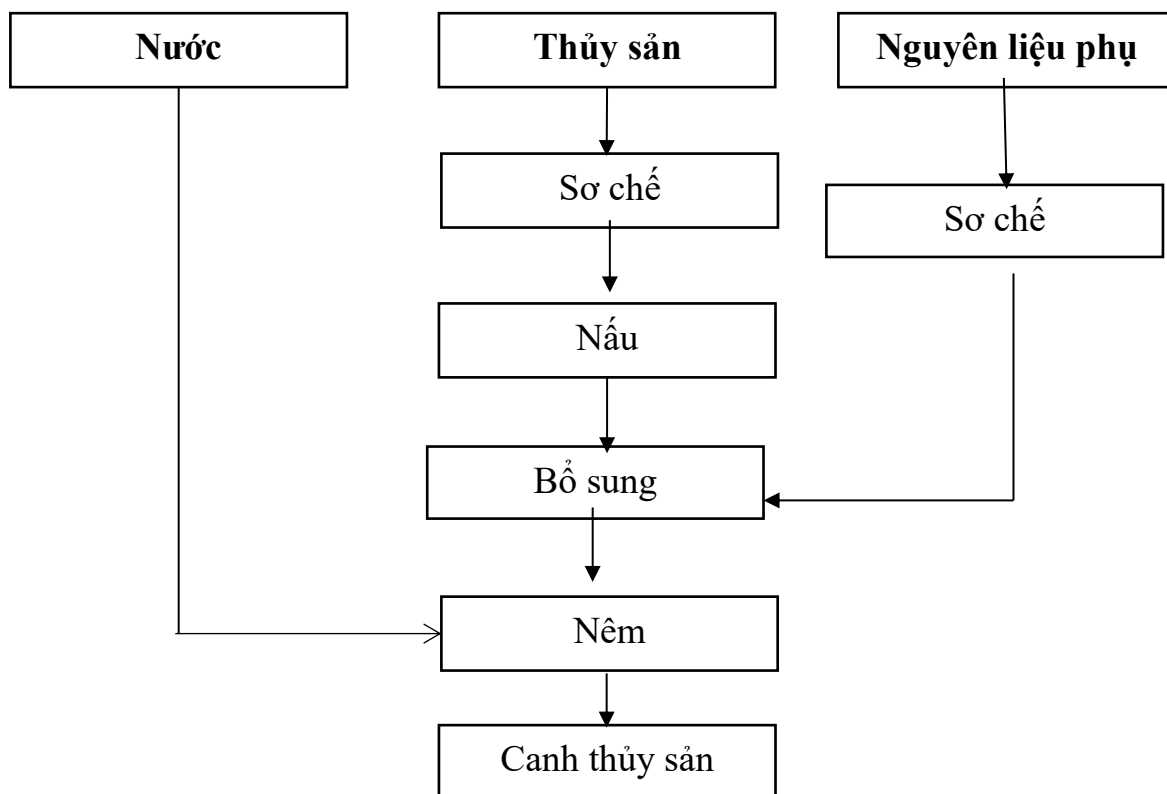 Nước
Thủy sản
Nguyên liệu phụ
Sơ chế
Sơ chế
Nấu
Bổ sung
Nêm
Canh thủy sản